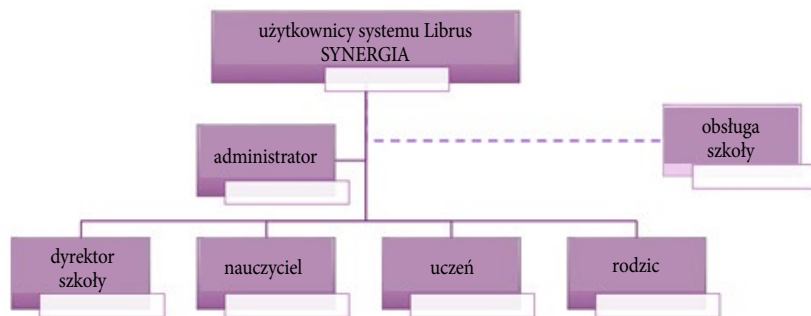 użytkownicy systemu Librus
SYNERGIA
administrator
obsługa
szkoły
dyrektor
szkoły
nauczyciel
uczeń
rodzic